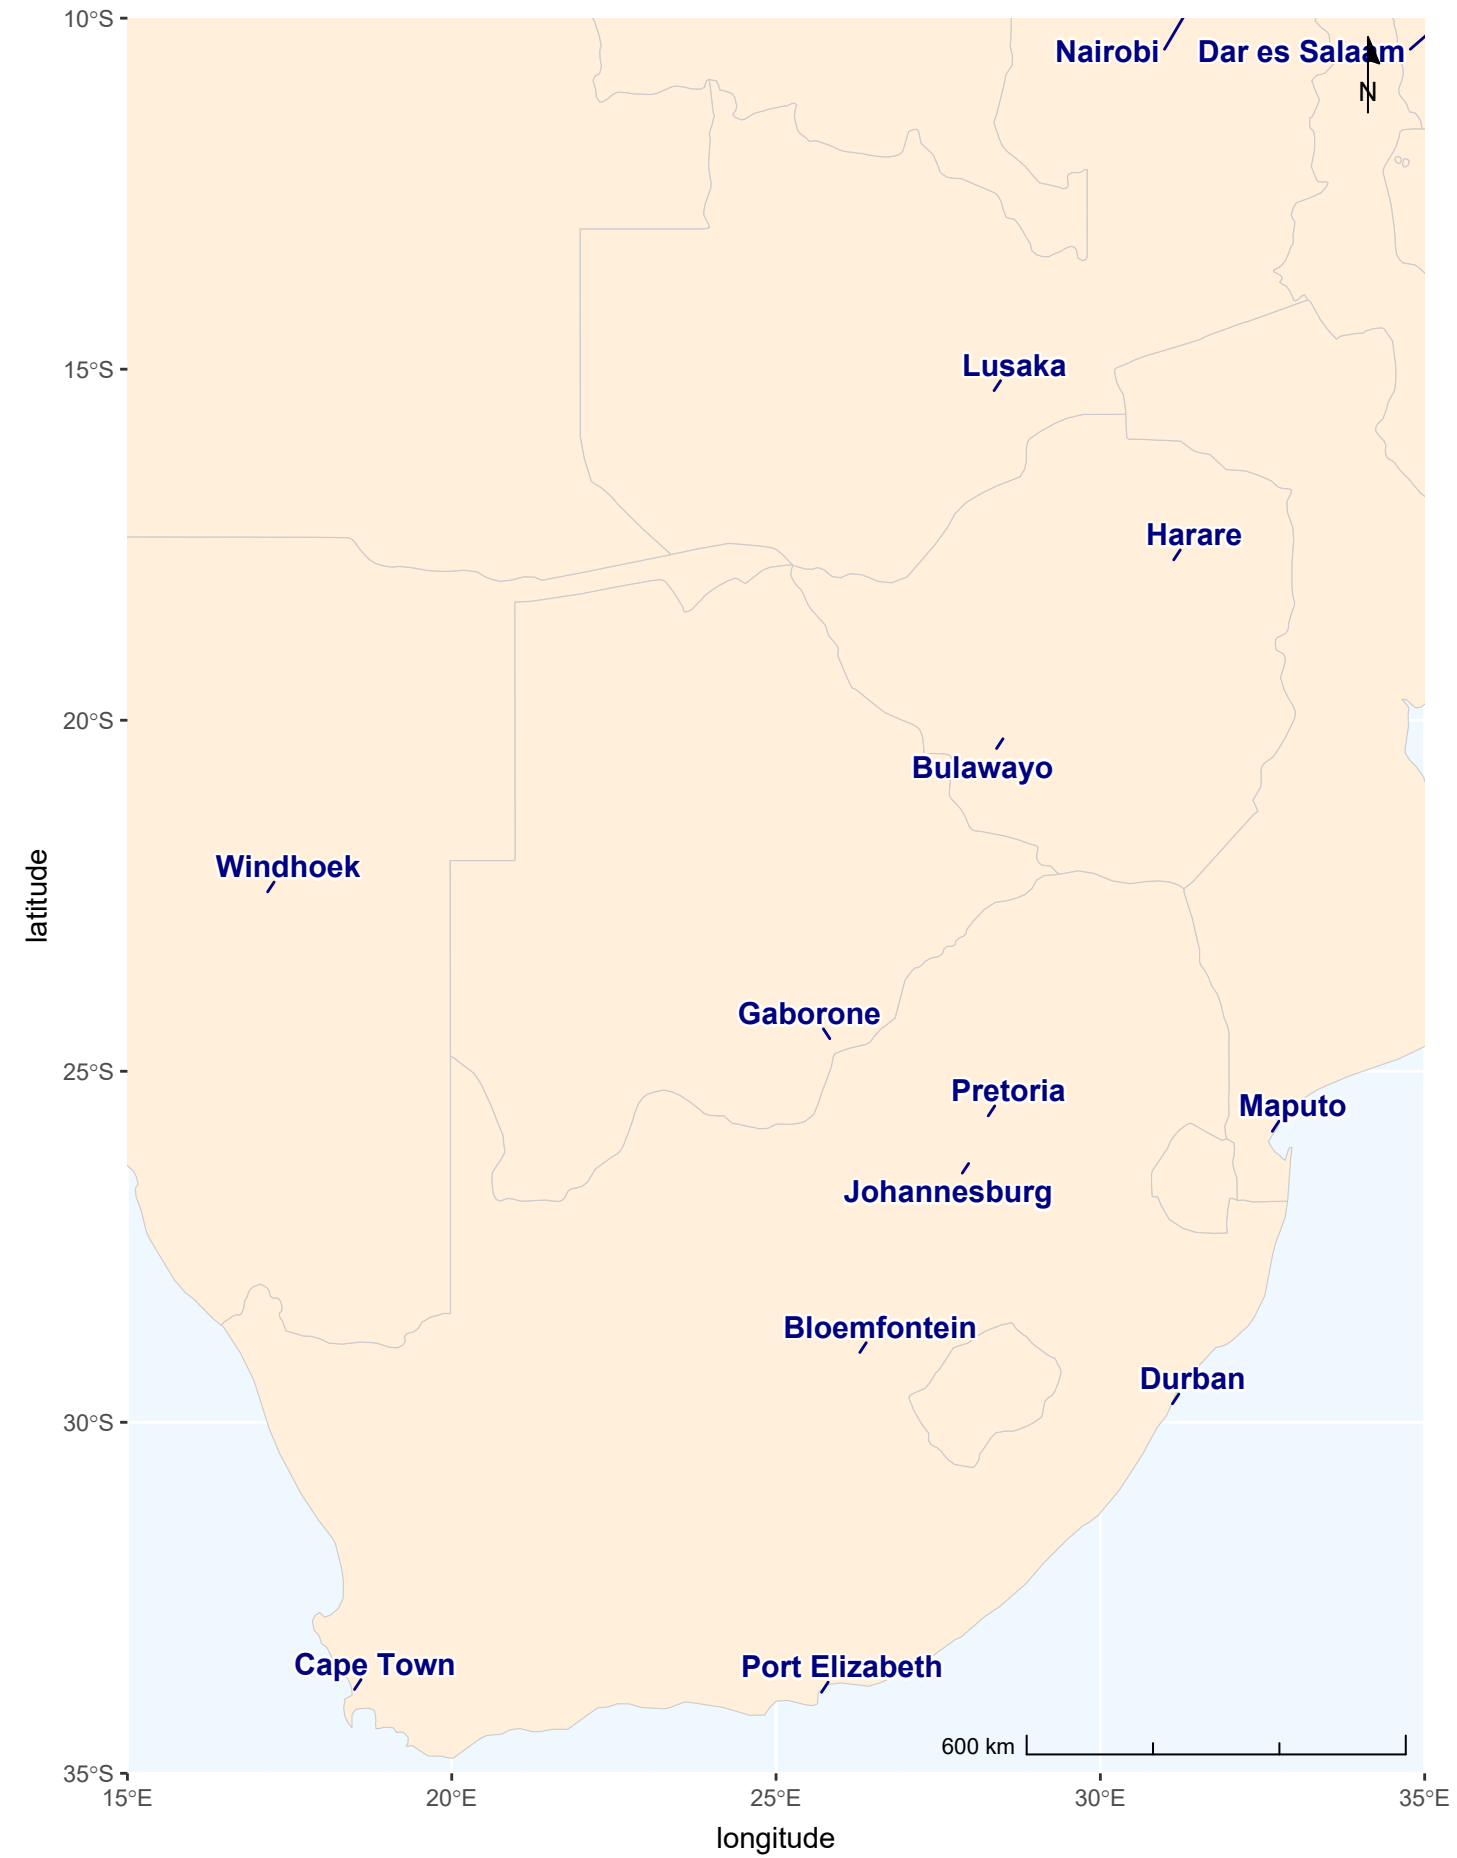 10°S
Nairobi
Dar es Salaam
N
15°S
Lusaka
Harare
20°S
Bulawayo
Windhoek
latitude
Gaborone
25°S
Pretoria
Maputo
Johannesburg
Bloemfontein
Durban
30°S
Cape Town
Port Elizabeth
600 km
35°S
15°E
20°E
25°E
30°E
35°E
longitude